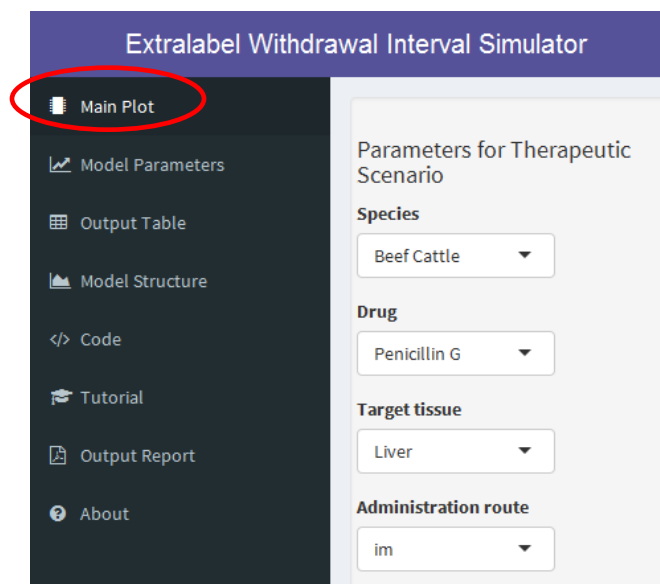 Extralabel Withdrawal Interval Simulator
Main Plot
Model Parameters
Output Table
Model Structure
</> Code
Tutorial
Output Report
About
Parameters for Therapeutic
Scenario
Species
Beef Cattle
Drug
Penicillin G
Target tissue
Liver
Administration route
im